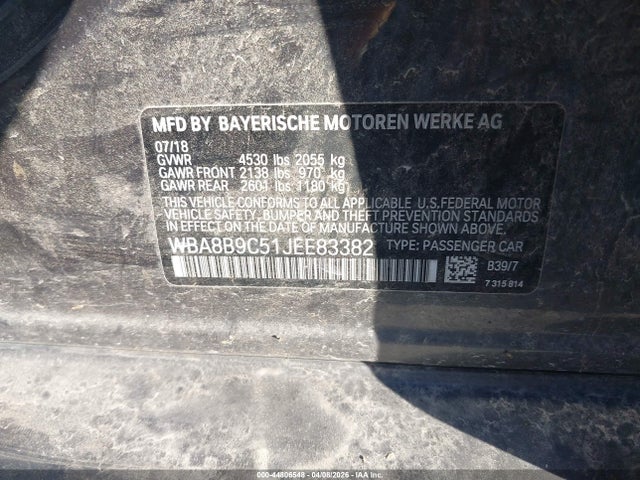 MFD BY BAYERISCHE MOTOREN WERKE AG
07/18
GVWR 4530 lbs 2055 kg
GAWR FRONT 2138 lbs 970 kg
GAWR REAR 2601 lbs 1180 kg
THIS VEHICLE CONFORMS TO ALL APPLICABLE U.S.FEDERAL MOTOR
VEHICLE SAFETY, BUMPER, AND THEFT PREVENTION STANDARDS IN
EFFECT ON THE DATE OF MANUFACTURE SHOWN ABOVE.
WBA8B9C51JEE83382 TYPE: PASSENGER CAR
B39/7
7 315 814
000-44806548 - 04/08/2026 - IAA Inc.